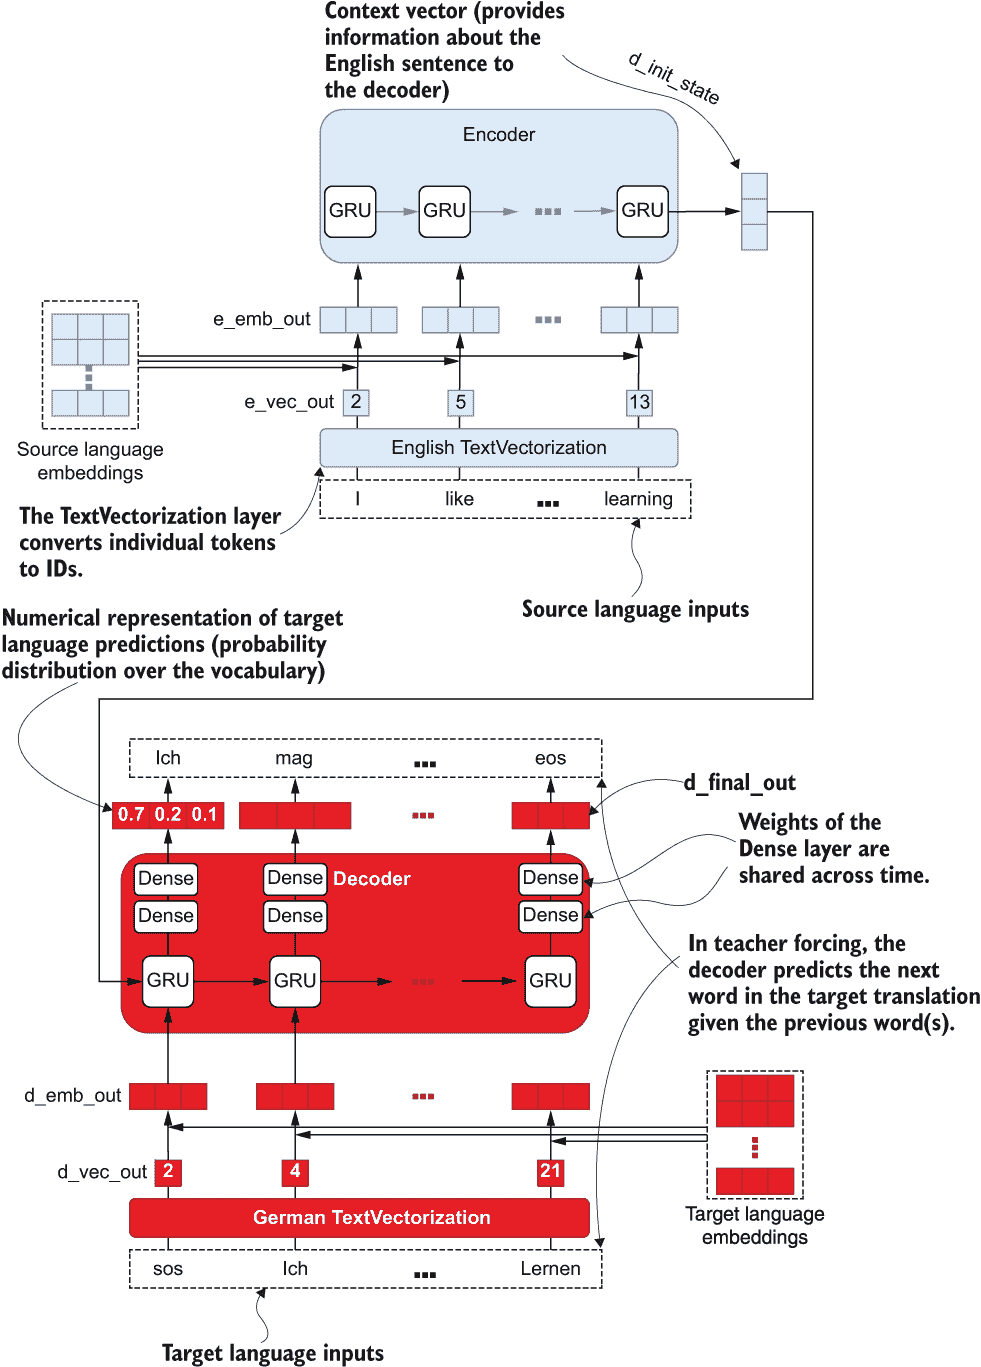 Context vector (provides
information about the
English sentence to
the decoder)
d_init_state
Encoder
GRU GRU GRU
e_emb_out
e_vec_out 2 5 13
Source language
embeddings
English TextVectorization
I like learning
The TextVectorization layer
converts individual tokens
to IDs.
Source language inputs
Numerical representation of target
language predictions (probability
distribution over the vocabulary)
Ich mag eos
d_final_out
0.7 0.2 0.1
Weights of the
Dense layer are
shared across time.
Dense Dense Decoder Dense
Dense Dense Dense
In teacher forcing, the
decoder predicts the next
word in the target translation
given the previous word(s).
GRU GRU GRU
d_emb_out
d_vec_out 2 4 21
German TextVectorization
Target language
embeddings
sos Ich Lernen
Target language inputs